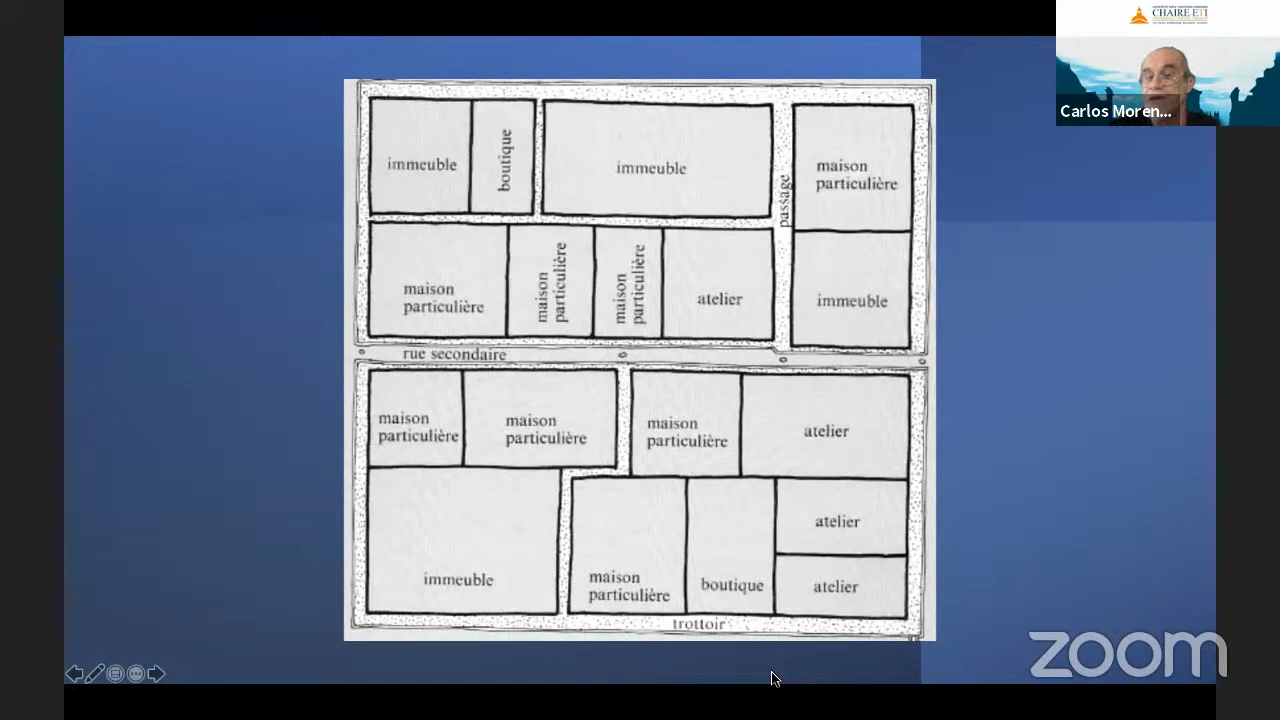 CHAIRE ETI
Carlos Moren...
immeuble
boutique
immeuble
passage
maison
particulière
maison
particulière
maison
particulière
maison
particulière
atelier
immeuble
rue secondaire
maison
particulière
maison
particulière
maison
particulière
atelier
immeuble
maison
particulière
boutique
atelier
atelier
trottoir
zoom